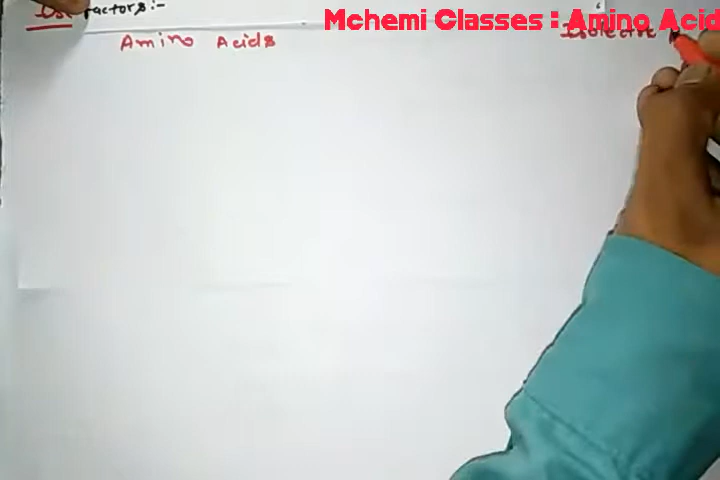 factors:-
Mchemi Classes : Amino Acid
Amino Acids